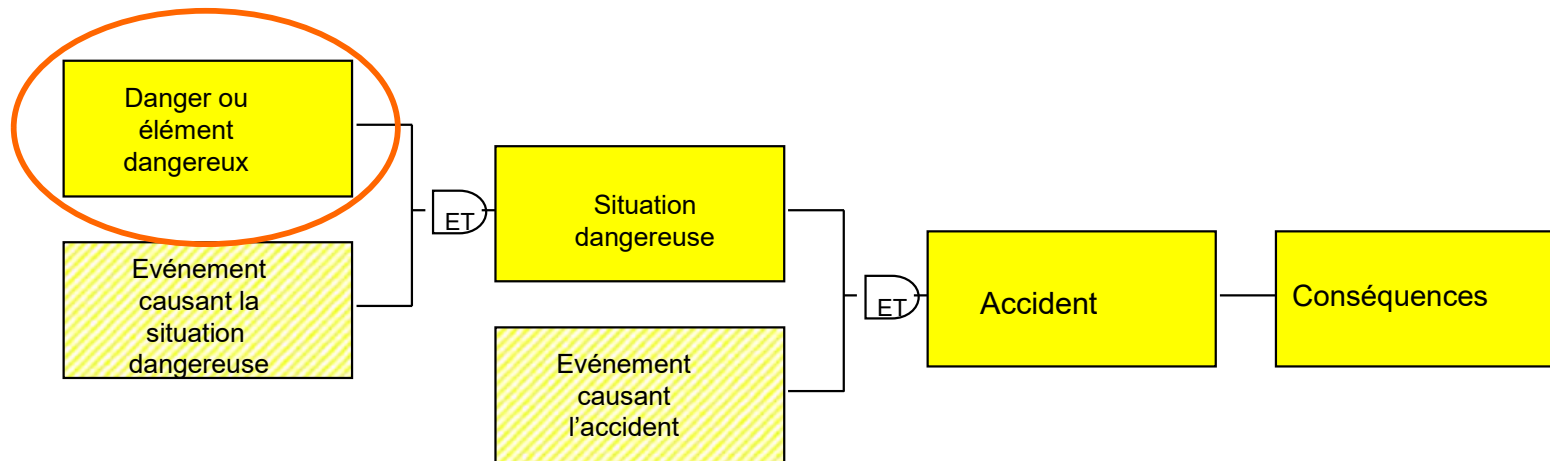 Danger ou
élément
dangereux
ET
Situation
dangereuse
Evénement
causant la
situation
dangereuse
ET
Accident
Conséquences
Evénement
causant
l’accident